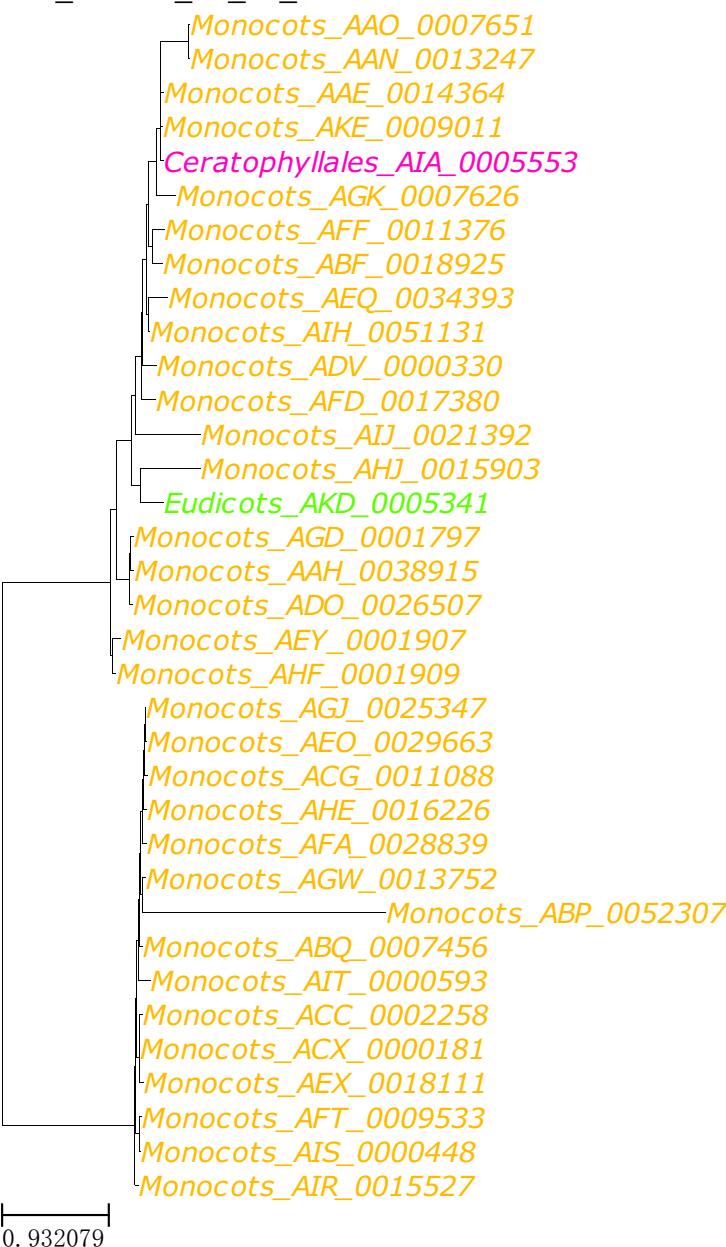 Monocots_AAO_0007651
Monocots_AAN_0013247
Monocots_AAE_0014364
Monocots_AKE_0009011
Ceratophyllales_AIA_0005553
Monocots_AGK_0007626
Monocots_AFF_0011376
Monocots_ABF_0018925
Monocots_AEQ_0034393
Monocots_AIH_0051131
Monocots_ADV_0000330
Monocots_AFD_0017380
Monocots_AIJ_0021392
Monocots_AHJ_0015903
Eudicots_AKD_0005341
Monocots_AGD_0001797
Monocots_AAH_0038915
Monocots_ADO_0026507
Monocots_AEY_0001907
Monocots_AHF_0001909
Monocots_AGJ_0025347
Monocots_AEO_0029663
Monocots_ACG_0011088
Monocots_AHE_0016226
Monocots_AFA_0028839
Monocots_AGW_0013752
Monocots_ABP_0052307
Monocots_ABQ_0007456
Monocots_AIT_0000593
Monocots_ACC_0002258
Monocots_ACX_0000181
Monocots_AEX_0018111
Monocots_AFT_0009533
Monocots_AIS_0000448
Monocots_AIR_0015527
0.932079